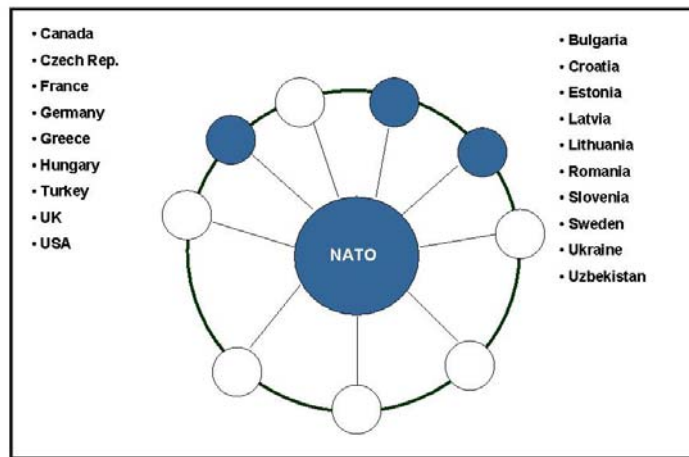 • Canada
• Czech Rep.
• France
• Germany
• Greece
• Hungary
• Turkey
• UK
• USA
NATO
• Bulgaria
• Croatia
• Estonia
• Latvia
• Lithuania
• Romania
• Slovenia
• Sweden
• Ukraine
• Uzbekistan